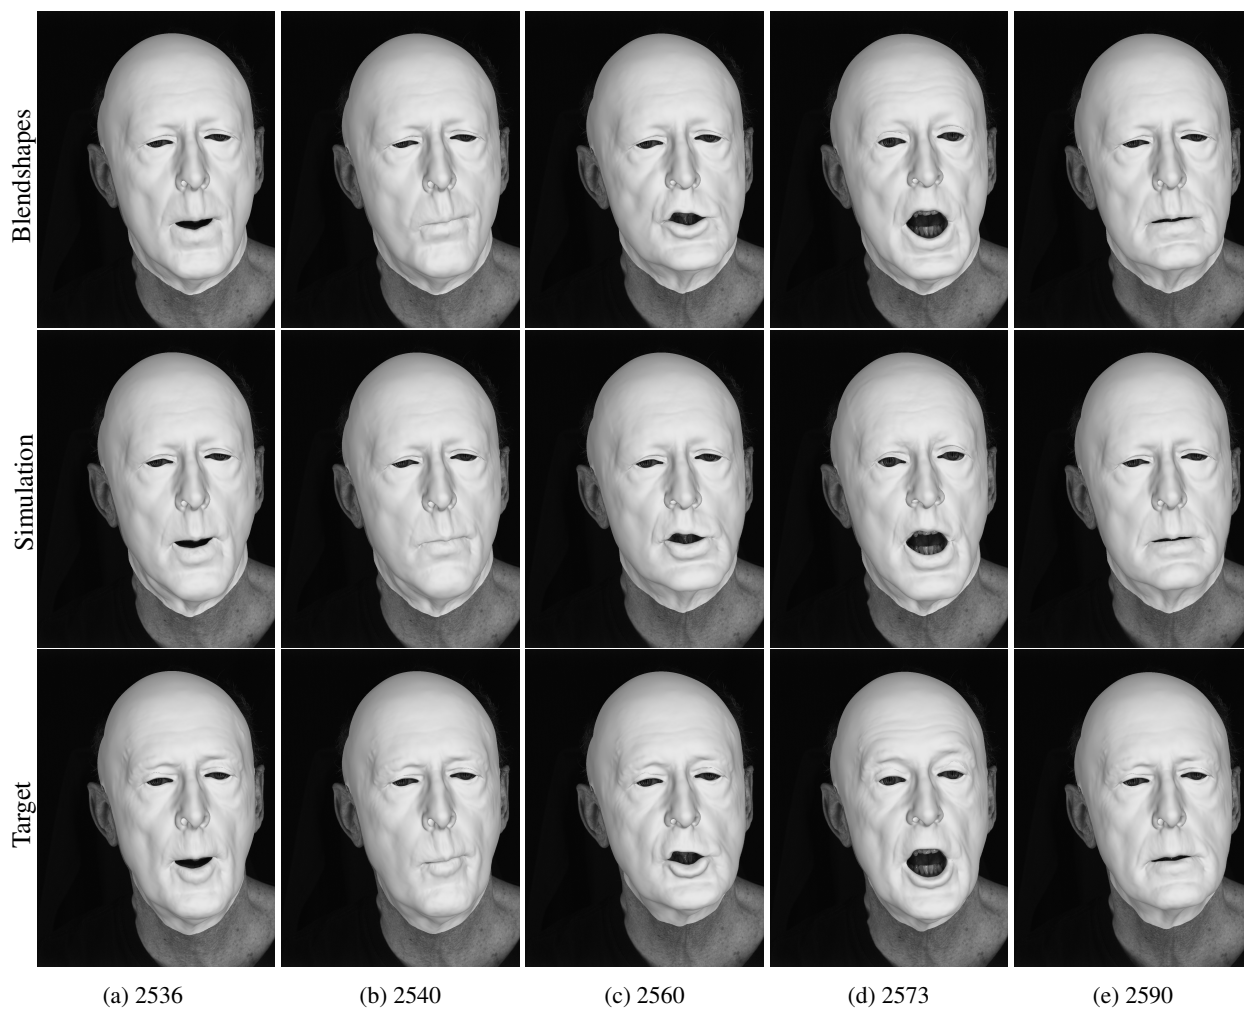 Blendshapes
Simulation
Target
(a) 2536
(b) 2540
(c) 2560
(d) 2573
(e) 2590